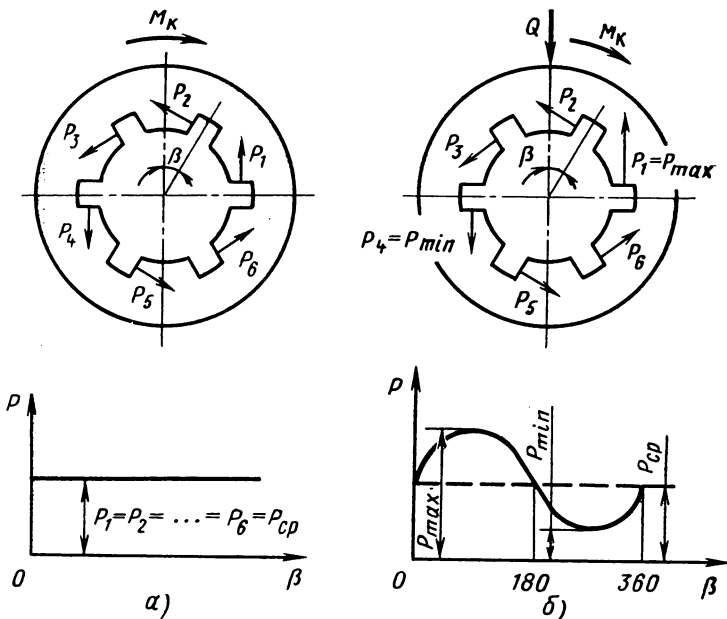 Mк
P₂
P₃
β
P₁
P₄
P₆
P₅
Q
Mк
P₂
P₃
β
P₁=Pmax
P₄=Pmin
P₆
P₅
P
P₁=P₂= ... =P₆=Pср
0
β
а)
P
Pmax
Pmin
Pср
0
180
360
β
б)